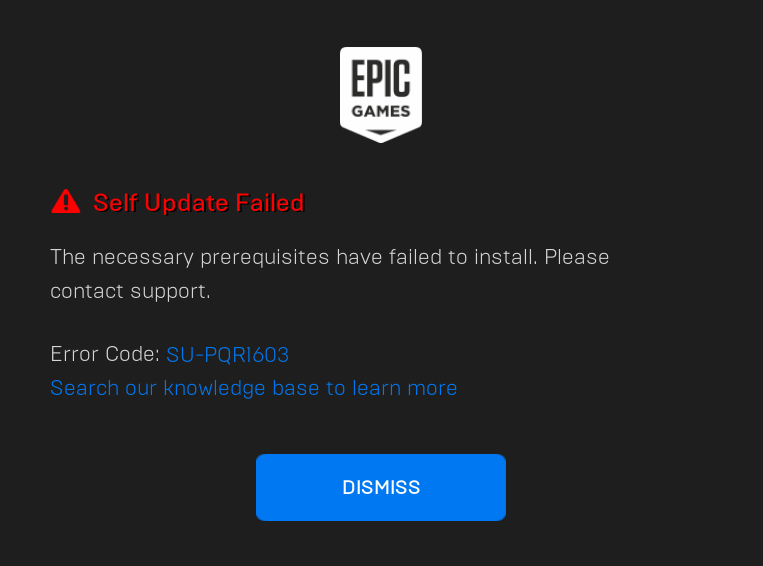 EPIC
GAMES
Self Update Failed
The necessary prerequisites have failed to install. Please
contact support.
Error Code: SU-PQR1603
Search our knowledge base to learn more
DISMISS